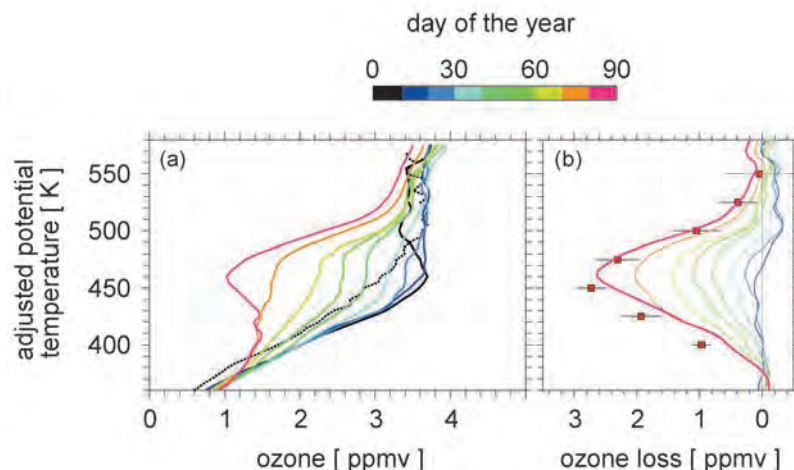 day of the year
0 30 60 90
(a) (b)
adjusted potential
temperature [ K ]
550
500
450
400
0 1 2 3 4 3 2 1 0
ozone [ ppmv ] ozone loss [ ppmv ]